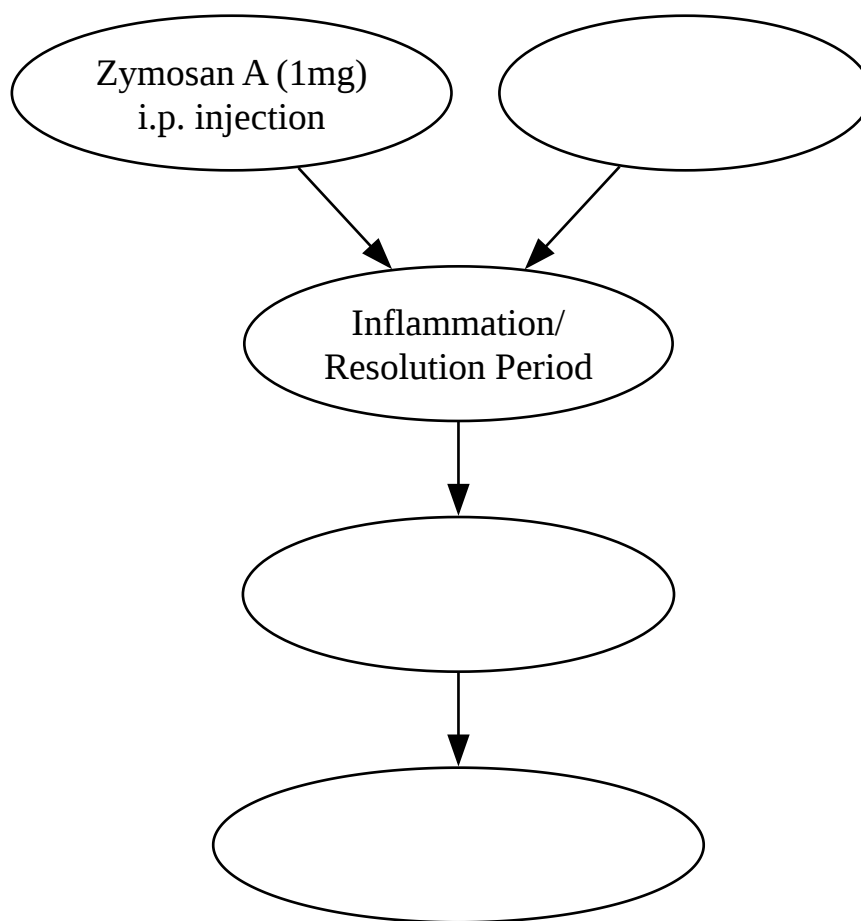 Zymosan A (1mg)
i.p. injection
Inflammation/
Resolution Period